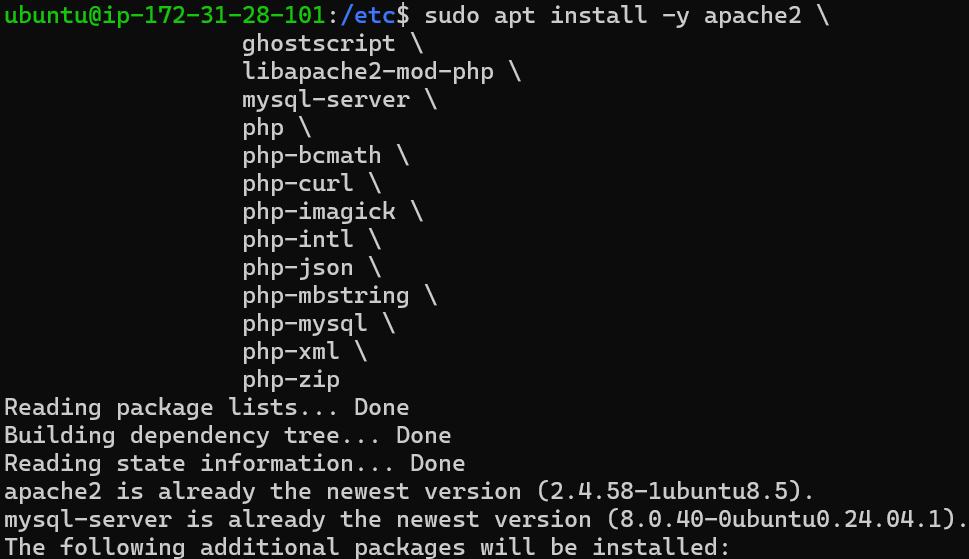 ubuntu@ip-172-31-28-101:/etc$ sudo apt install -y apache2 \
ghostscript \
libapache2-mod-php \
mysql-server \
php \
php-bcmath \
php-curl \
php-imagick \
php-intl \
php-json \
php-mbstring \
php-mysql \
php-xml \
php-zip
Reading package lists... Done
Building dependency tree... Done
Reading state information... Done
apache2 is already the newest version (2.4.58-1ubuntu8.5).
mysql-server is already the newest version (8.0.40-0ubuntu0.24.04.1).
The following additional packages will be installed: